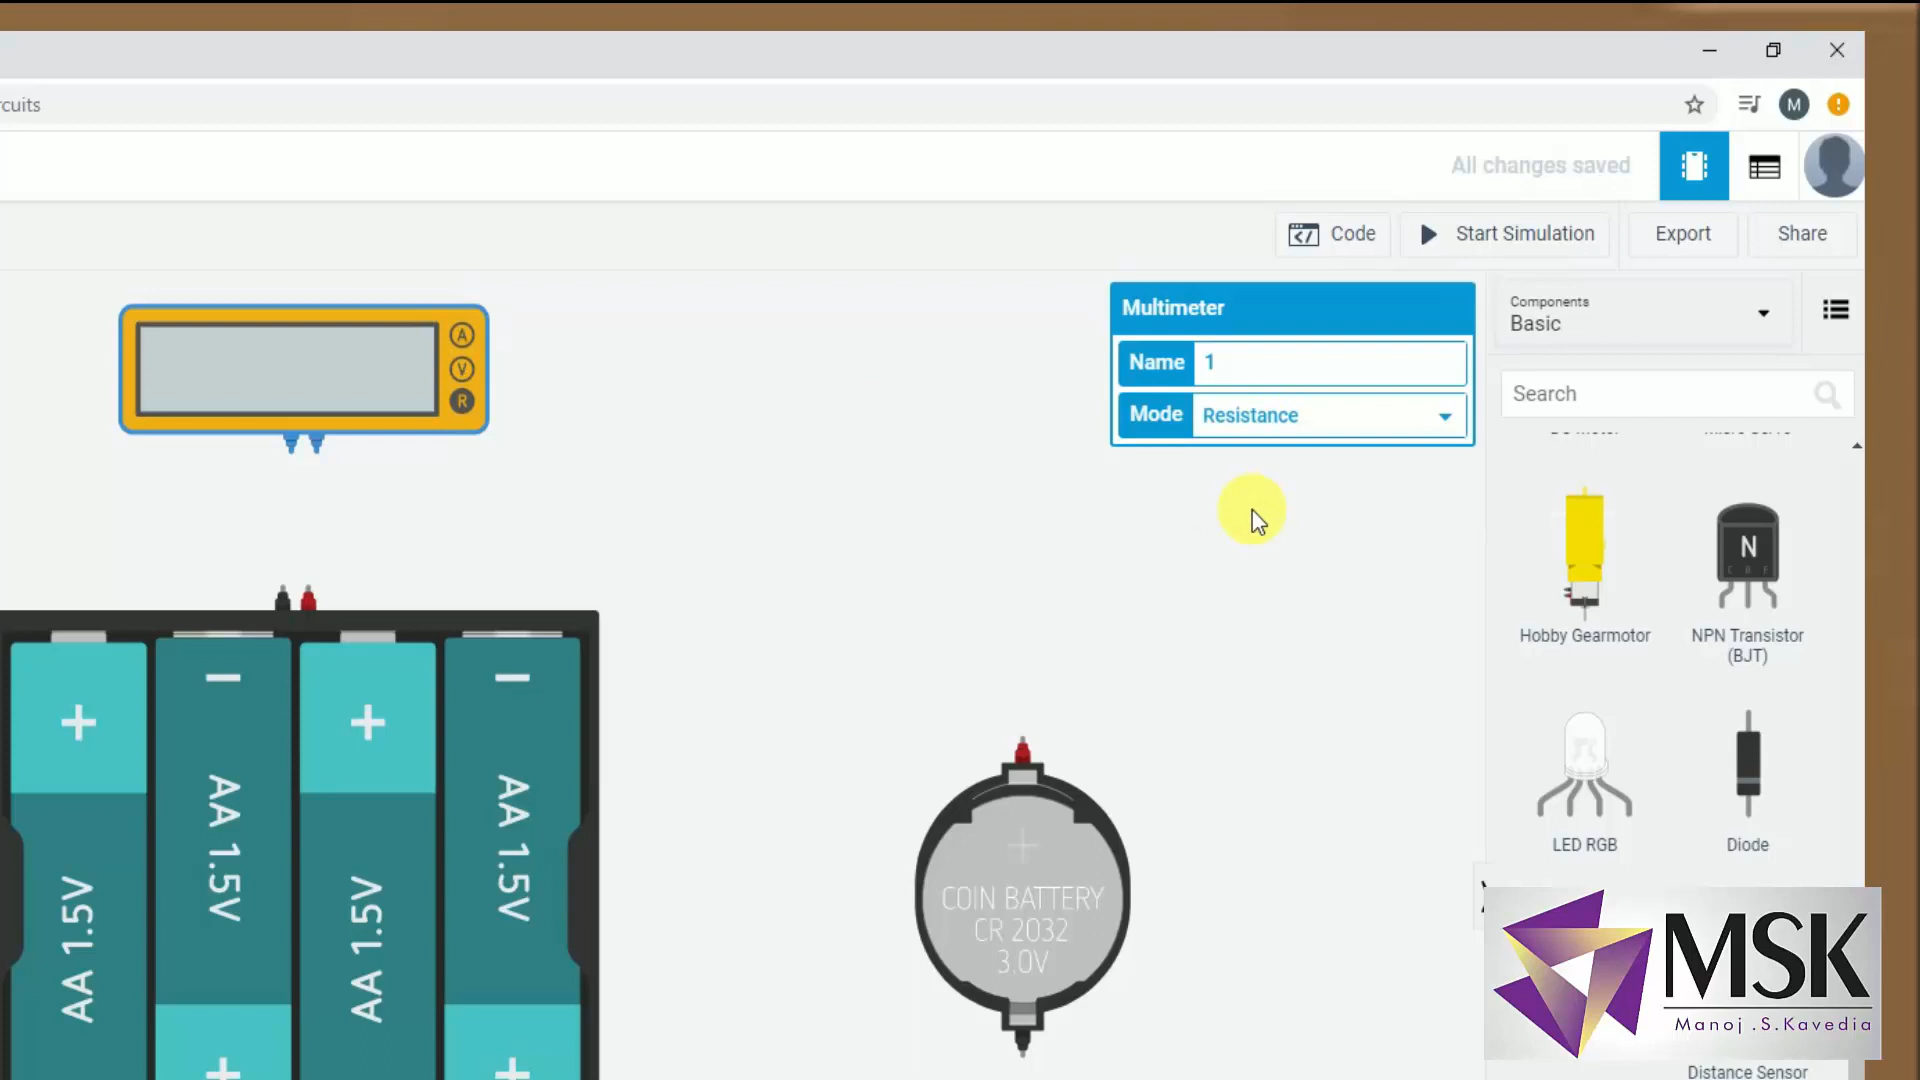 rcuits
M
All changes saved
Code
Start Simulation
Export
Share
A
V
R
Multimeter
Name 1
Mode Resistance
Components
Basic
Search
Hobby Gearmotor
N
NPN Transistor
(BJT)
LED RGB
Diode
AA 1.5V
AA 1.5V
AA 1.5V
AA 1.5V
COIN BATTERY
CR 2032
3.0V
MSK
Manoj .S.Kavedia
Distance Sensor